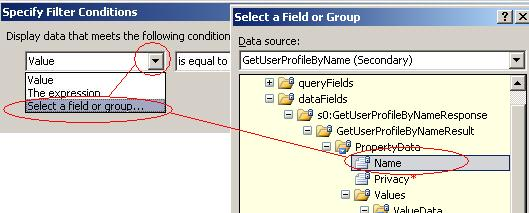 Specify Filter Conditions
Display data that meets the following condition
Value
is equal to
Value
The expression
Select a field or group...
Select a Field or Group
Data source:
GetUserProfileByName (Secondary)
queryFields
dataFields
s0:GetUserProfileByNameResponse
GetUserProfileByNameResult
PropertyData
Name
Privacy*
Values
ValueData